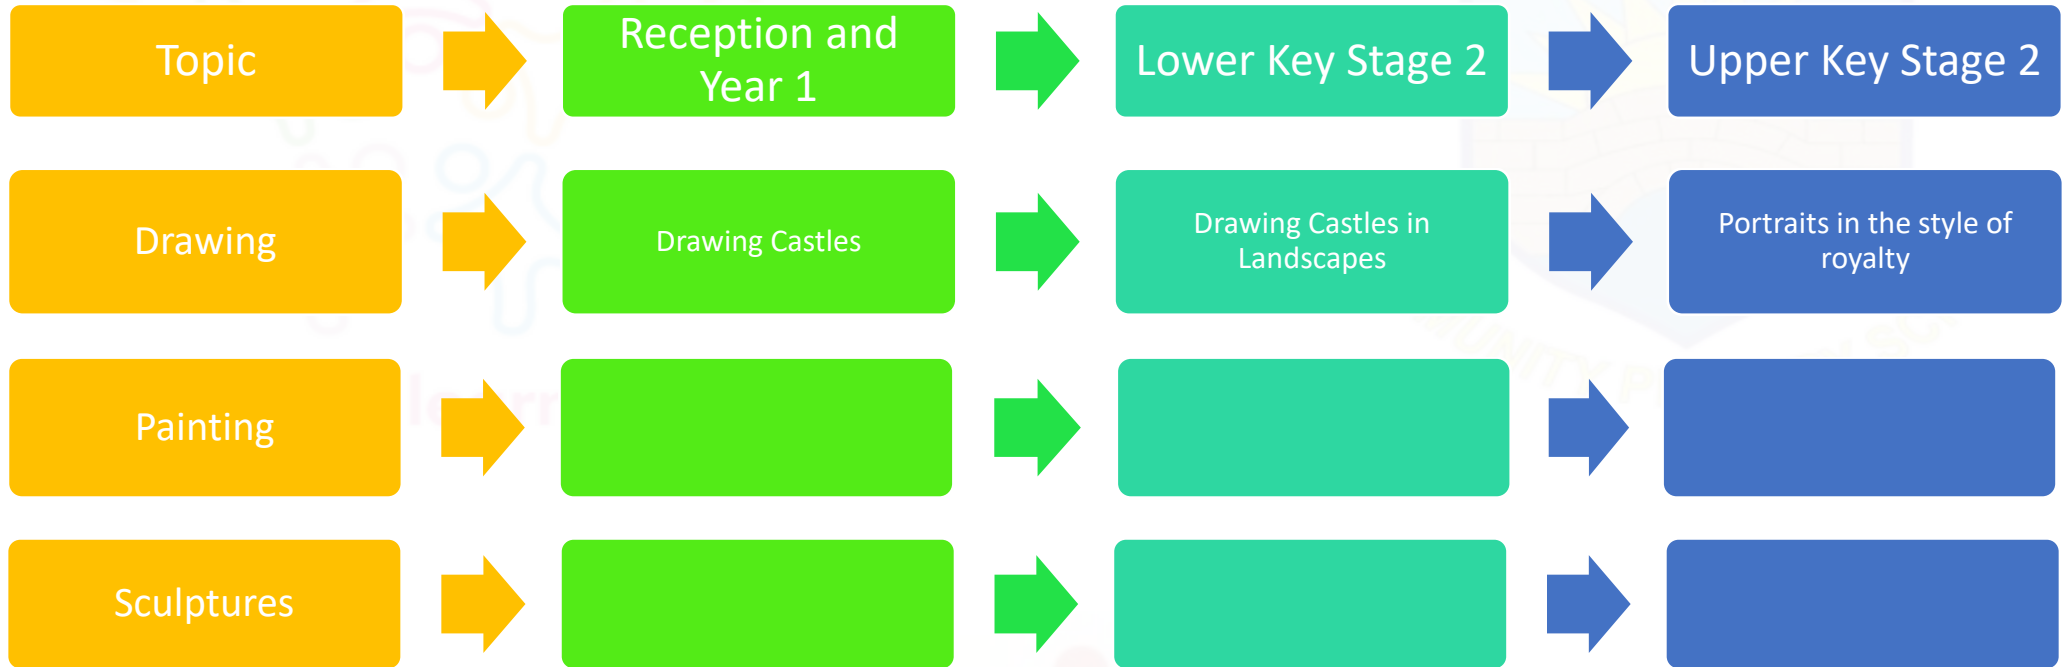 Topic
Reception and
Year 1
Lower Key Stage 2
Upper Key Stage 2
Drawing
Drawing Castles
Drawing Castles in
Landscapes
Portraits in the style of
royalty
Painting
Sculptures